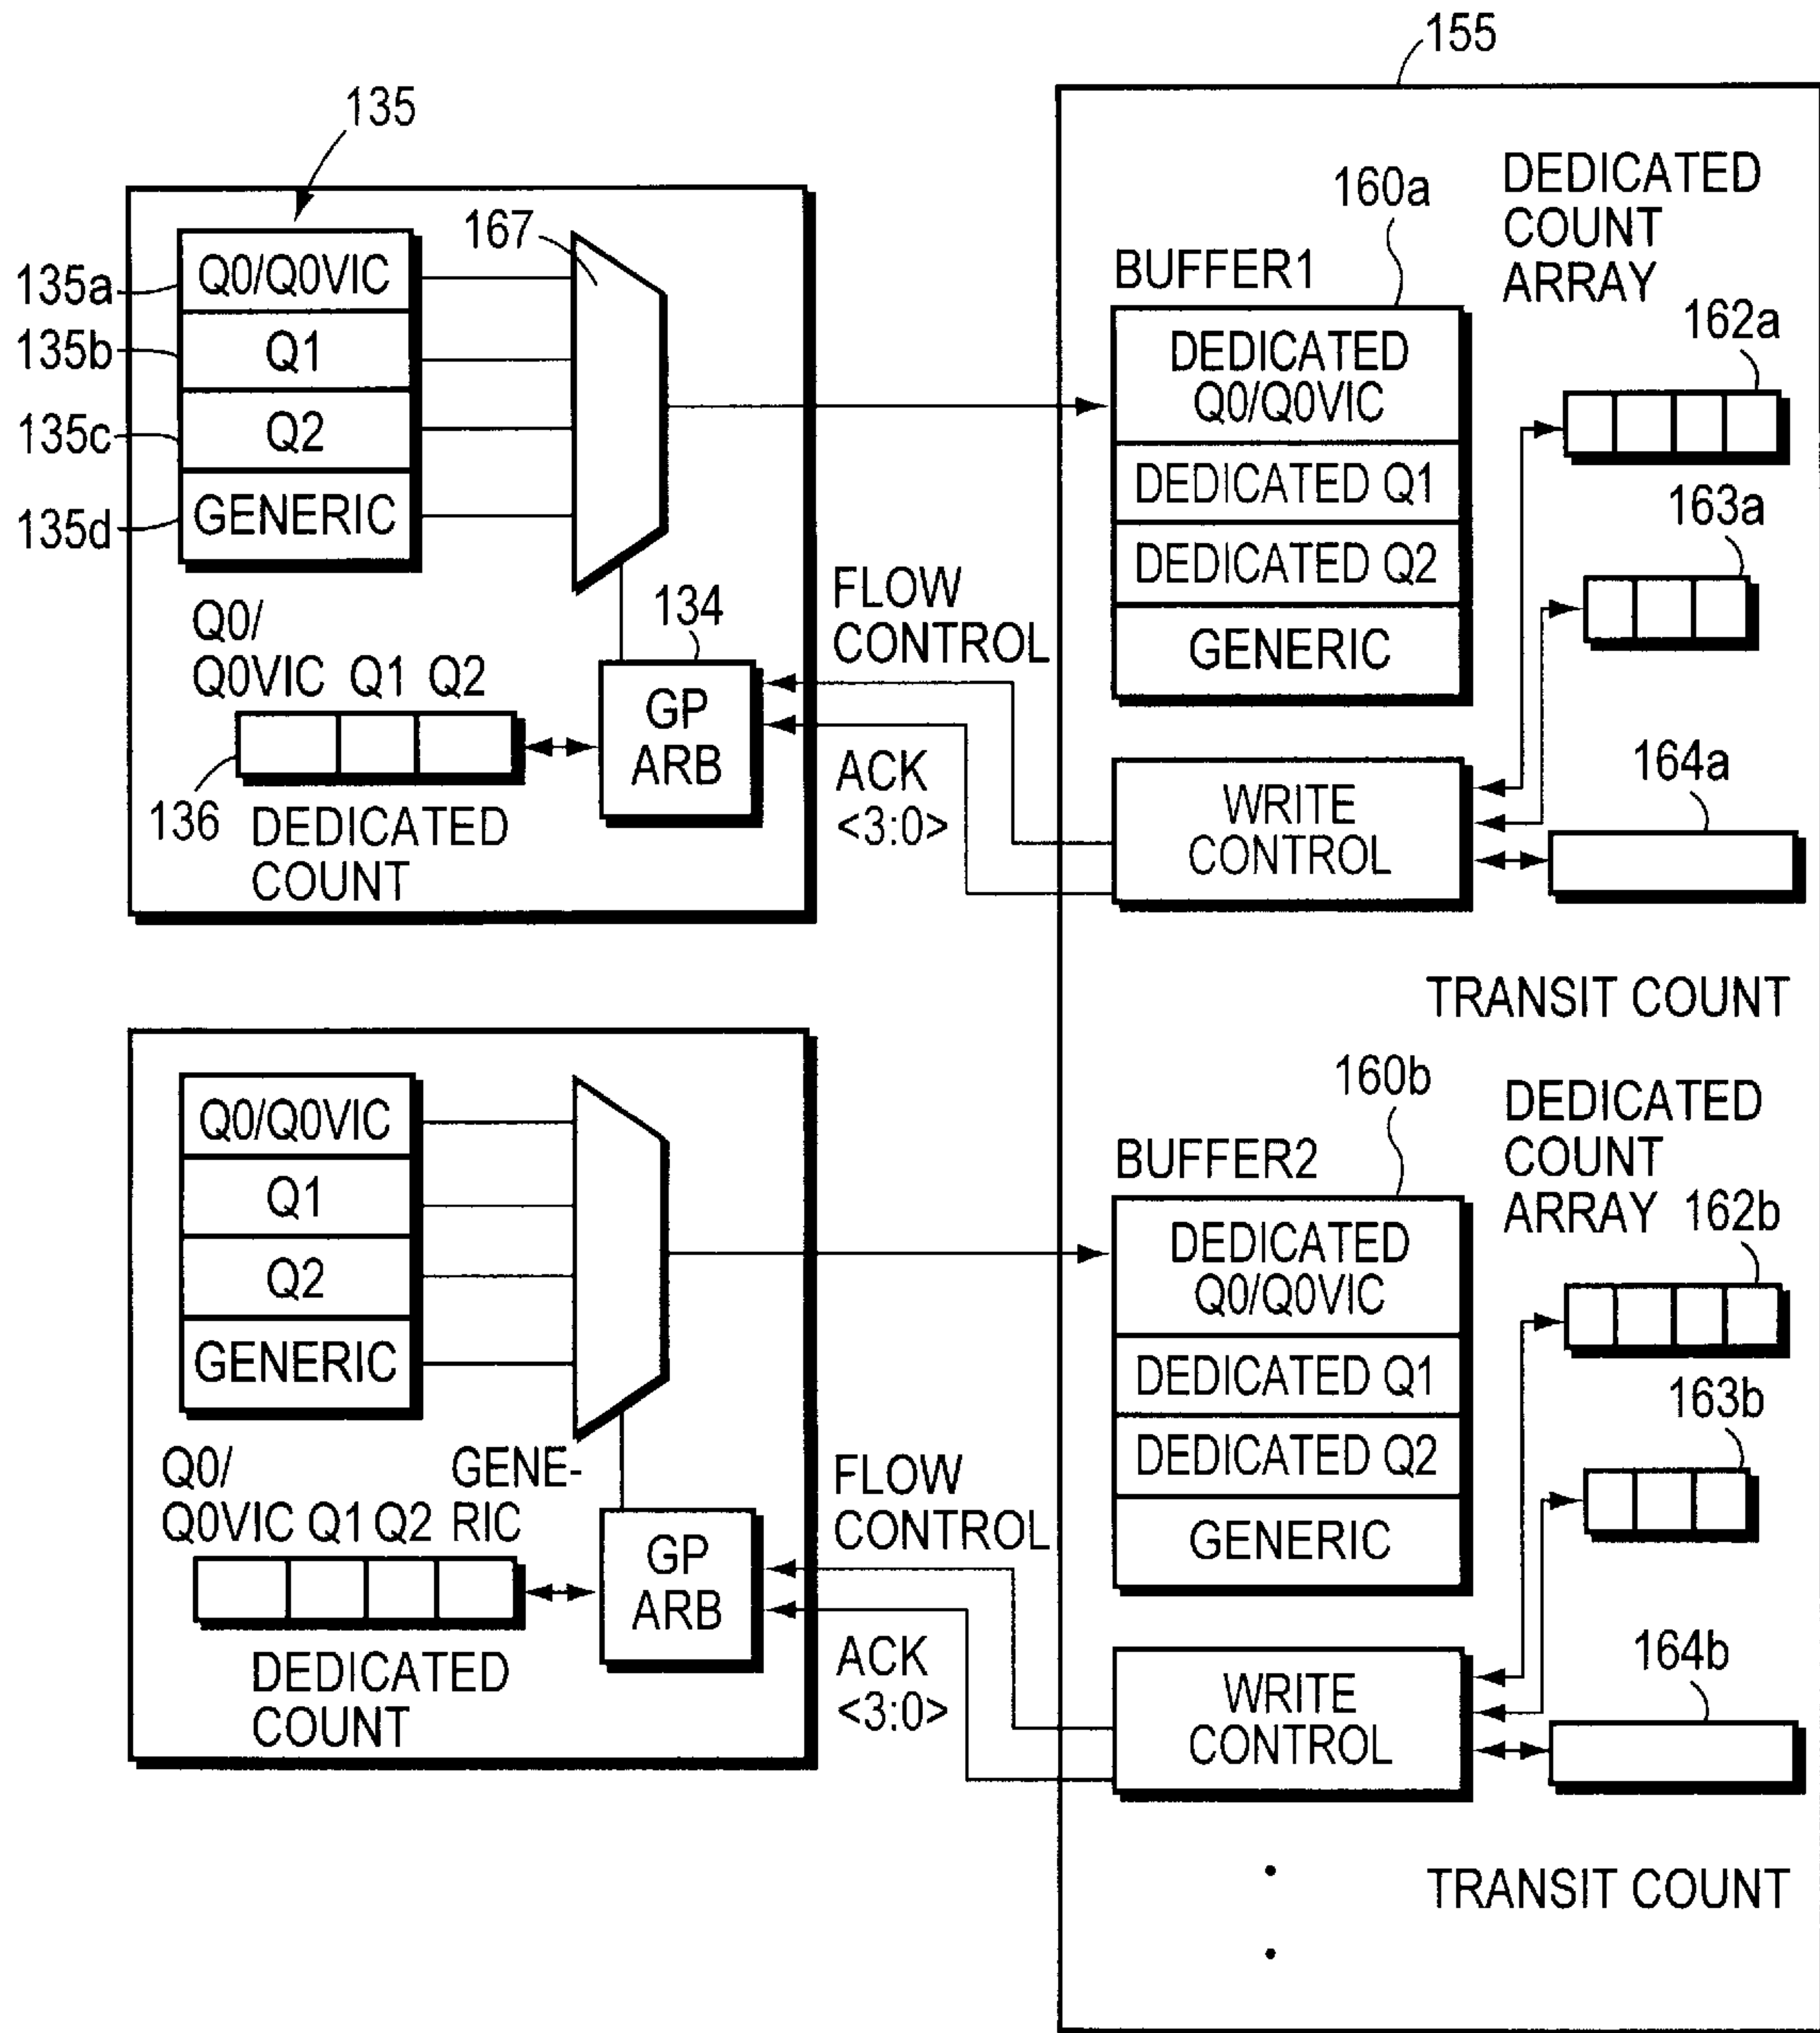 155
135
135a
Q0/Q0VIC
135b
Q1
135c
Q2
135d
GENERIC
167
Q0/
Q0VIC Q1 Q2
136
DEDICATED
COUNT
134
GP
ARB
FLOW
CONTROL
ACK
<3:0>
160a
BUFFER1
DEDICATED
Q0/Q0VIC
DEDICATED Q1
DEDICATED Q2
GENERIC
WRITE
CONTROL
DEDICATED
COUNT
ARRAY
162a
163a
164a
TRANSIT COUNT
Q0/Q0VIC
Q1
Q2
GENERIC
Q0/ GENE-
Q0VIC Q1 Q2 RIC
DEDICATED
COUNT
GP
ARB
FLOW
CONTROL
ACK
<3:0>
160b
BUFFER2
DEDICATED
Q0/Q0VIC
DEDICATED Q1
DEDICATED Q2
GENERIC
WRITE
CONTROL
DEDICATED
COUNT
ARRAY
162b
163b
164b
TRANSIT COUNT